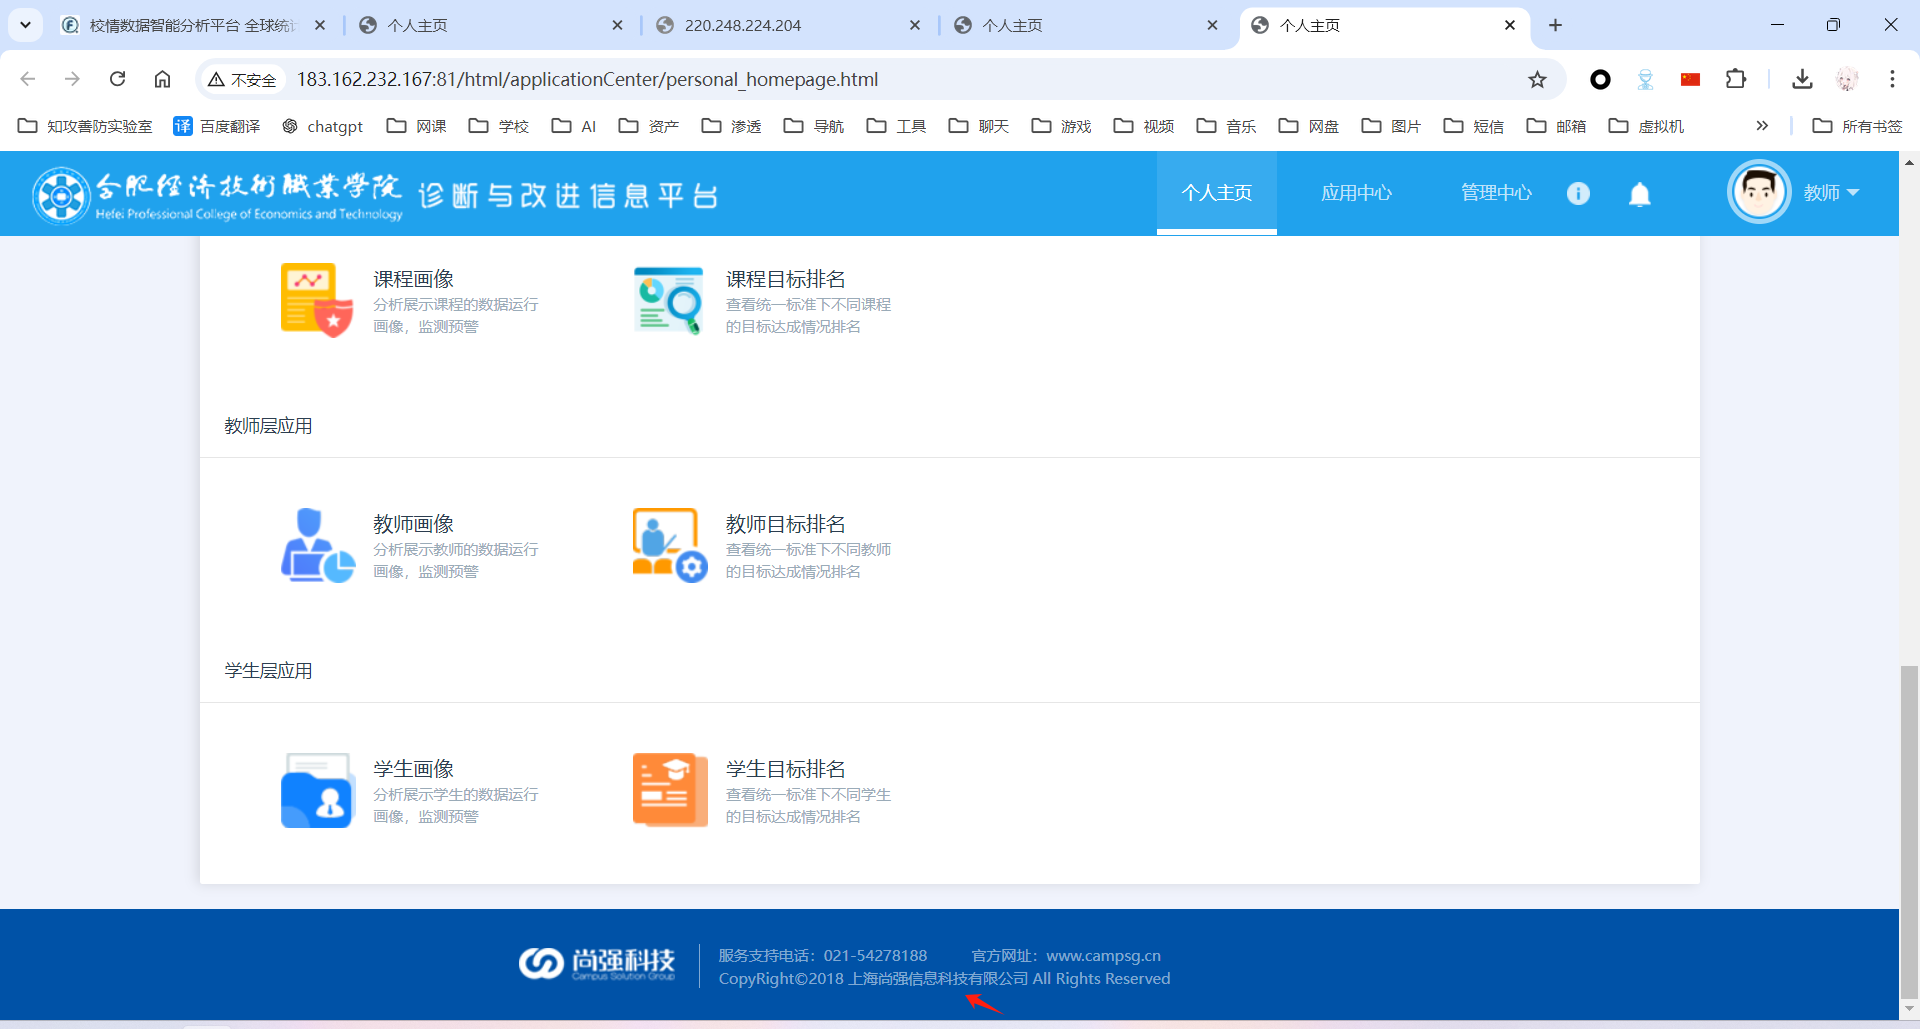 校情数据智能分析平台 全球统计
个人主页
220.248.224.204
个人主页
个人主页
不安全
183.162.232.167:81/html/applicationCenter/personal_homepage.html
知攻善防实验室
译 百度翻译
chatgpt
网课
学校
AI
资产
渗透
导航
工具
聊天
游戏
视频
音乐
网盘
图片
短信
邮箱
虚拟机
所有书签
合肥经济技術職業学院
Hefei Professional College of Economics and Technology
诊断与改进信息平台
个人主页
应用中心
管理中心
教师
课程画像
分析展示课程的数据运行
画像，监测预警
课程目标排名
查看统一标准下不同课程
的目标达成情况排名
教师层应用
教师画像
分析展示教师的数据运行
画像，监测预警
教师目标排名
查看统一标准下不同教师
的目标达成情况排名
学生层应用
学生画像
分析展示学生的数据运行
画像，监测预警
学生目标排名
查看统一标准下不同学生
的目标达成情况排名
尚强科技
Campus Solution Group
服务支持电话：021-54278188 官方网址：www.campsg.cn
CopyRight©2018 上海尚强信息科技有限公司 All Rights Reserved